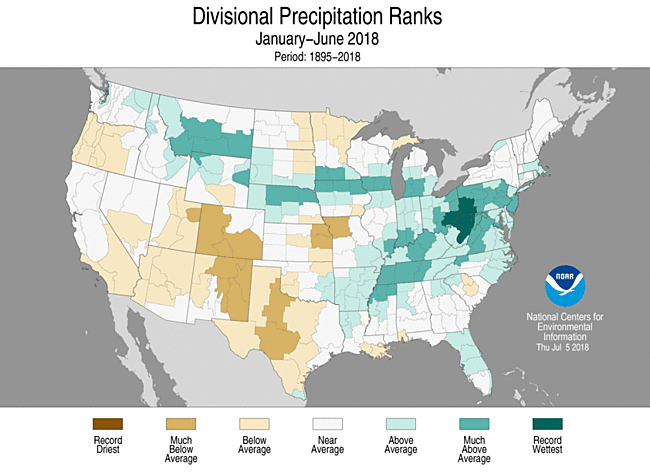 Divisional Precipitation Ranks
January–June 2018
Period: 1895–2018
NOAA
National Centers for
Environmental
Information
Thu Jul 5 2018
Record
Driest
Much
Below
Average
Below
Average
Near
Average
Above
Average
Much
Above
Average
Record
Wettest